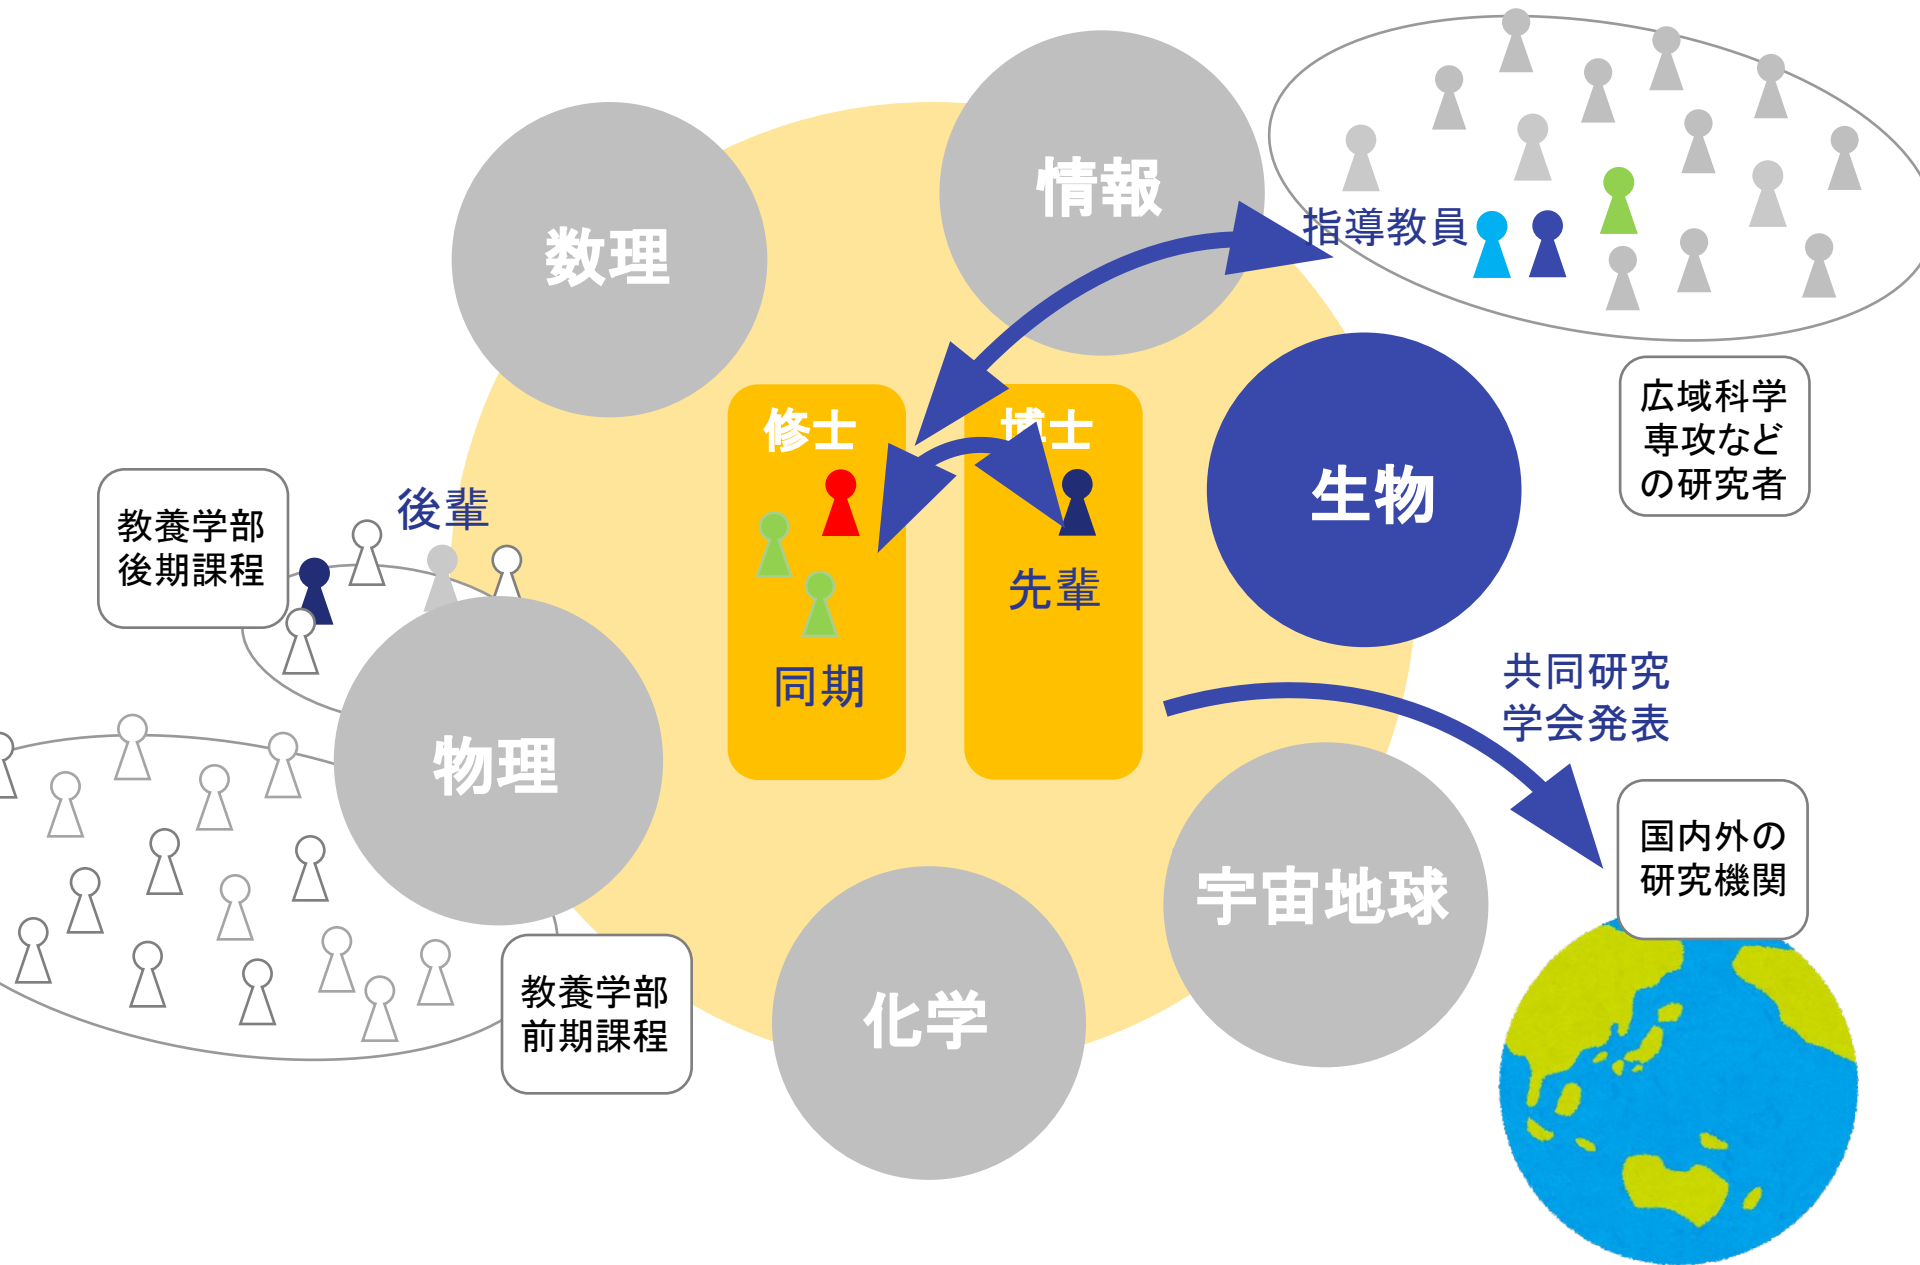 情報
数理
指導教員
広域科学
専攻など
の研究者
修士
博士
生物
後輩
教養学部
後期課程
先輩
同期
共同研究
学会発表
物理
国内外の
研究機関
宇宙地球
教養学部
前期課程
化学